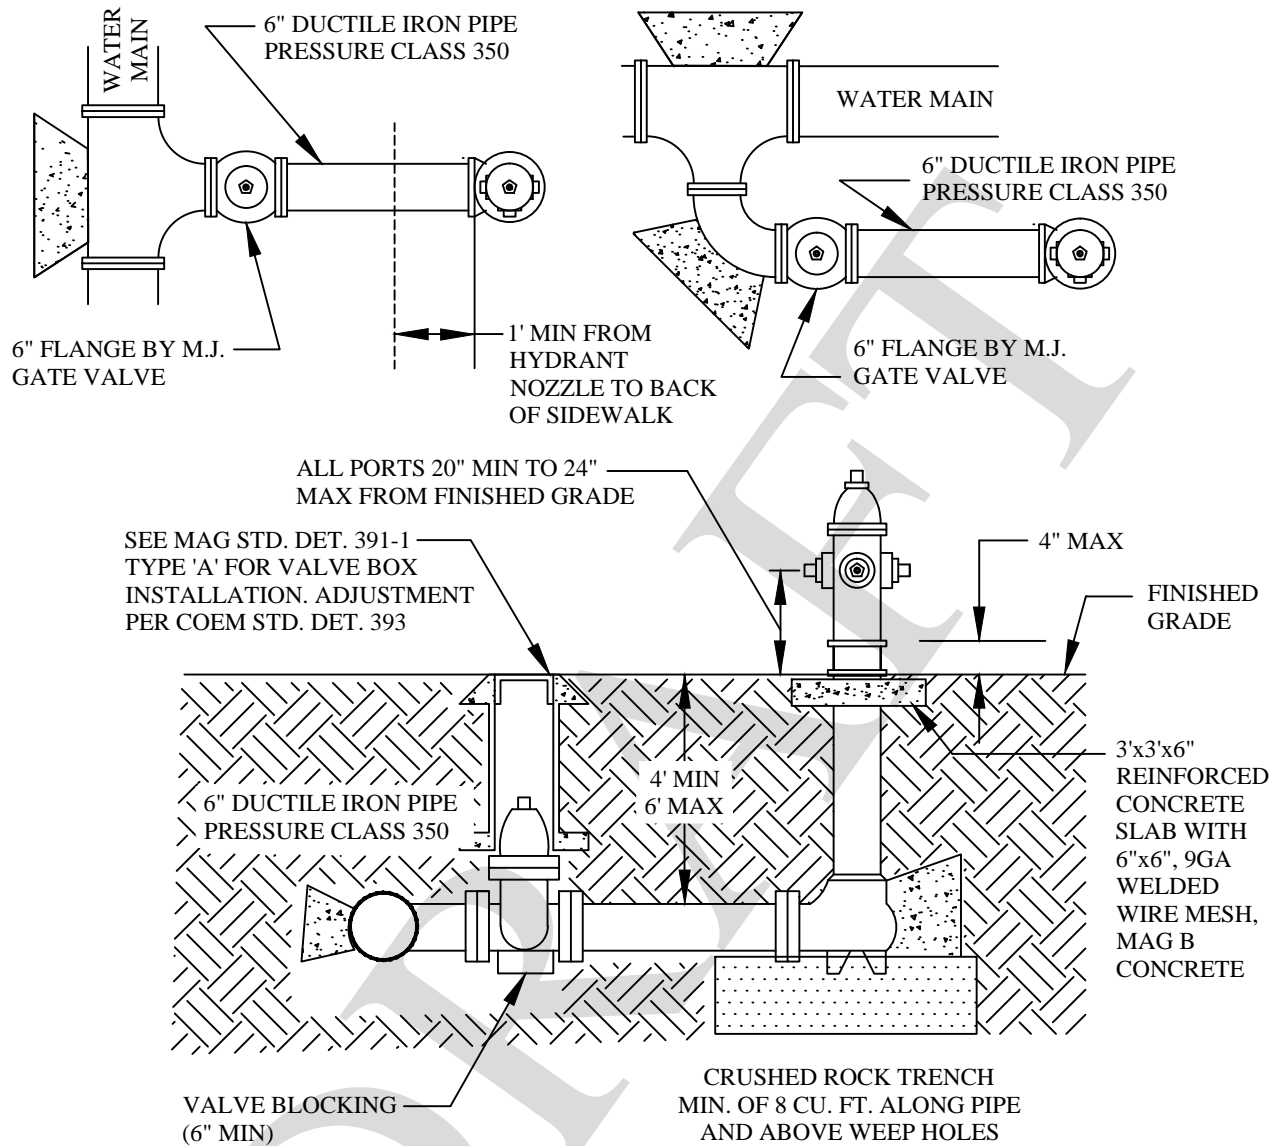 WATER
MAIN
6" DUCTILE IRON PIPE
PRESSURE CLASS 350
WATER MAIN
6" DUCTILE IRON PIPE
PRESSURE CLASS 350
6" FLANGE BY M.J.
GATE VALVE
1' MIN FROM
HYDRANT
NOZZLE TO BACK
OF SIDEWALK
6" FLANGE BY M.J.
GATE VALVE
ALL PORTS 20" MIN TO 24"
MAX FROM FINISHED GRADE
SEE MAG STD. DET. 391-1
TYPE 'A' FOR VALVE BOX
INSTALLATION. ADJUSTMENT
PER COEM STD. DET. 393
4" MAX
FINISHED
GRADE
4' MIN
6' MAX
6" DUCTILE IRON PIPE
PRESSURE CLASS 350
3'x3'x6"
REINFORCED
CONCRETE
SLAB WITH
6"x6", 9GA
WELDED
WIRE MESH,
MAG B
CONCRETE
VALVE BLOCKING
(6" MIN)
CRUSHED ROCK TRENCH
MIN. OF 8 CU. FT. ALONG PIPE
AND ABOVE WEEP HOLES
DRAFT